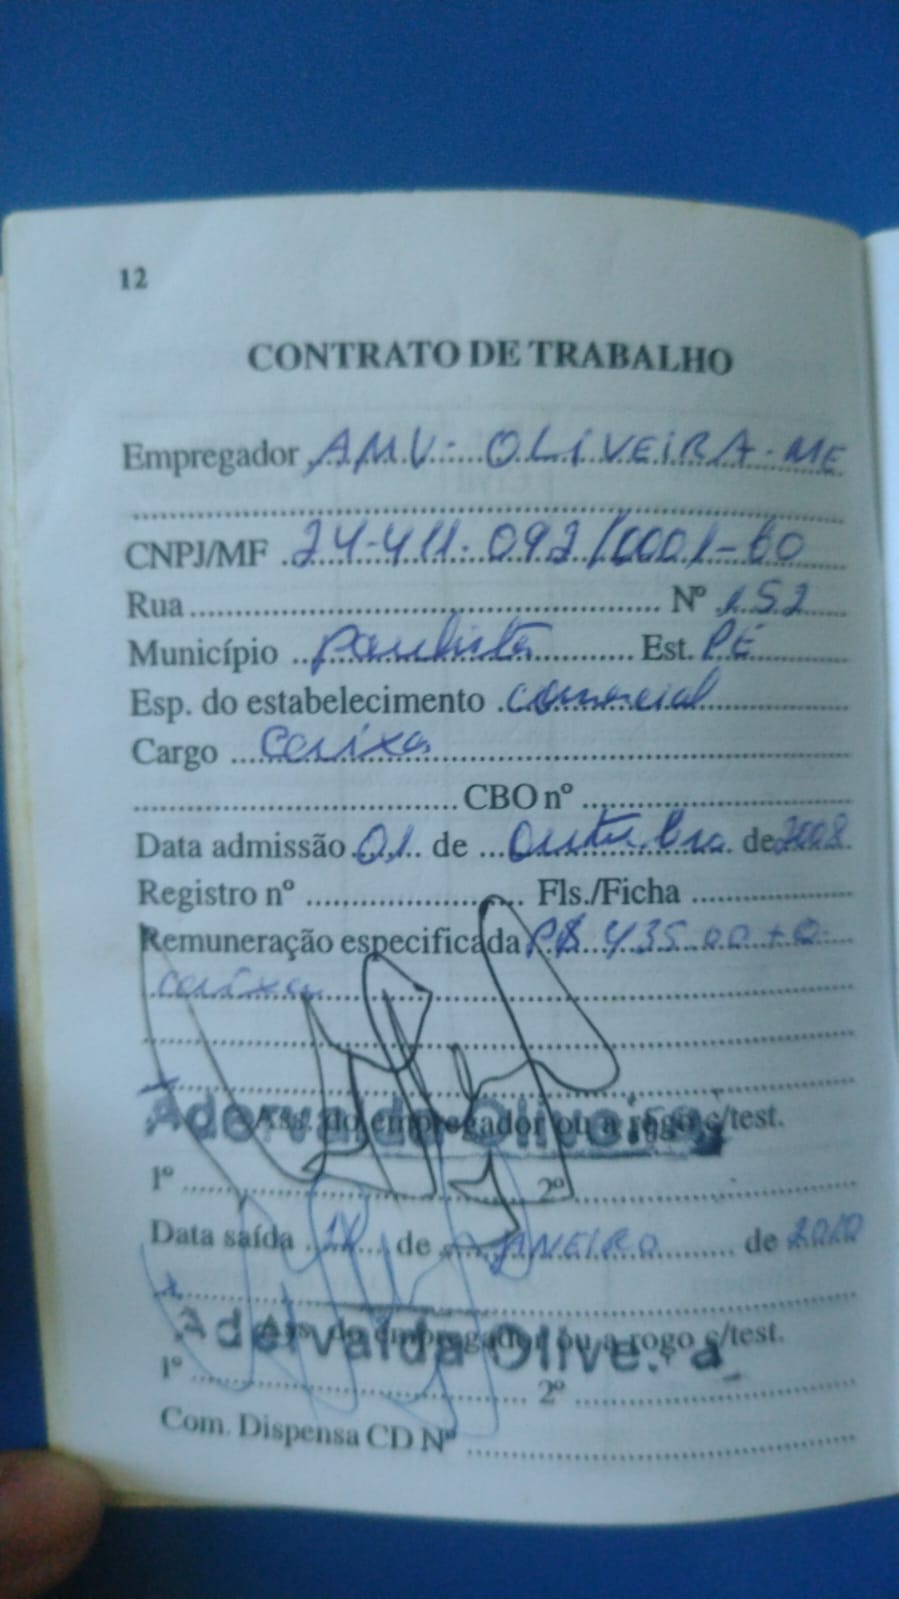 12
CONTRATO DE TRABALHO
Empregador AMV- OLIVEIRA-ME
CNPJ/MF 24-411.092/0001-60
Rua Nº 152
Município Paulista Est. PE
Esp. do estabelecimento comercial
Cargo Caixa
CBO nº
Data admissão 01 de Outubro de 2008
Registro nº Fls./Ficha
Remuneração especificada R$ 435.00 + Q.
caixa
Adervalda Oliveira
Ass. do empregador ou a rogo c/test.
1º 2º
Data saída de JANEIRO de 2010
Ass. do empregador ou a rogo c/test.
Adervalda Olive. a
1º 2º
Com. Dispensa CD Nº